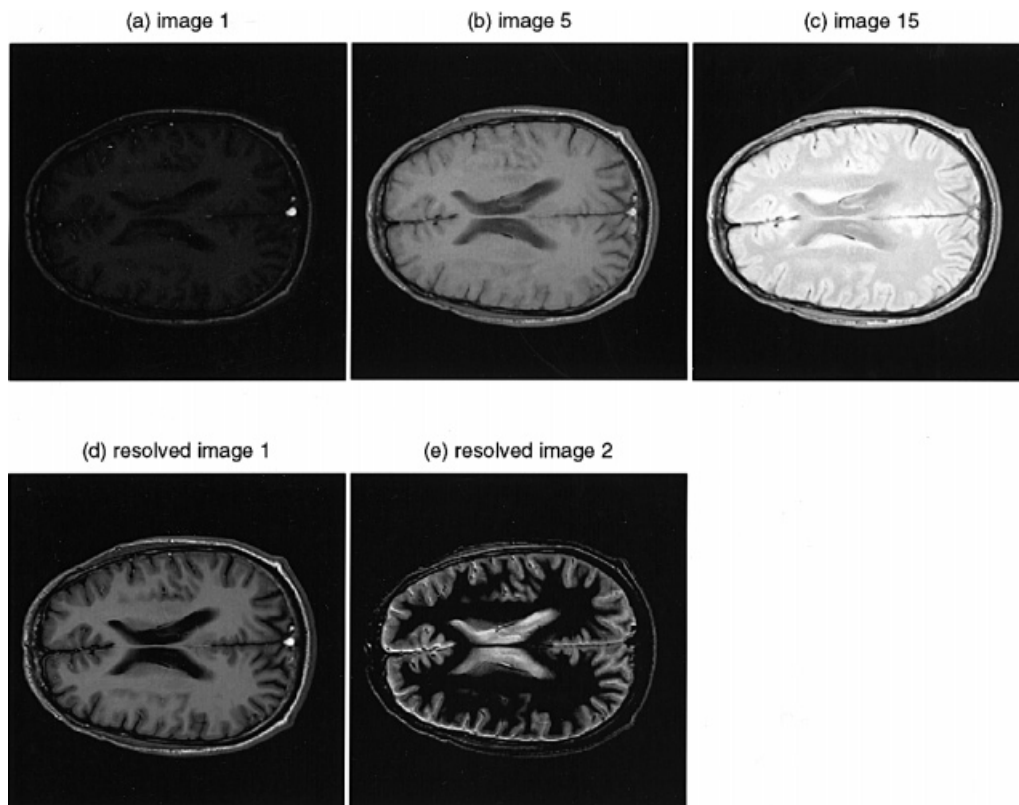 (a) image 1
(b) image 5
(c) image 15
(d) resolved image 1
(e) resolved image 2